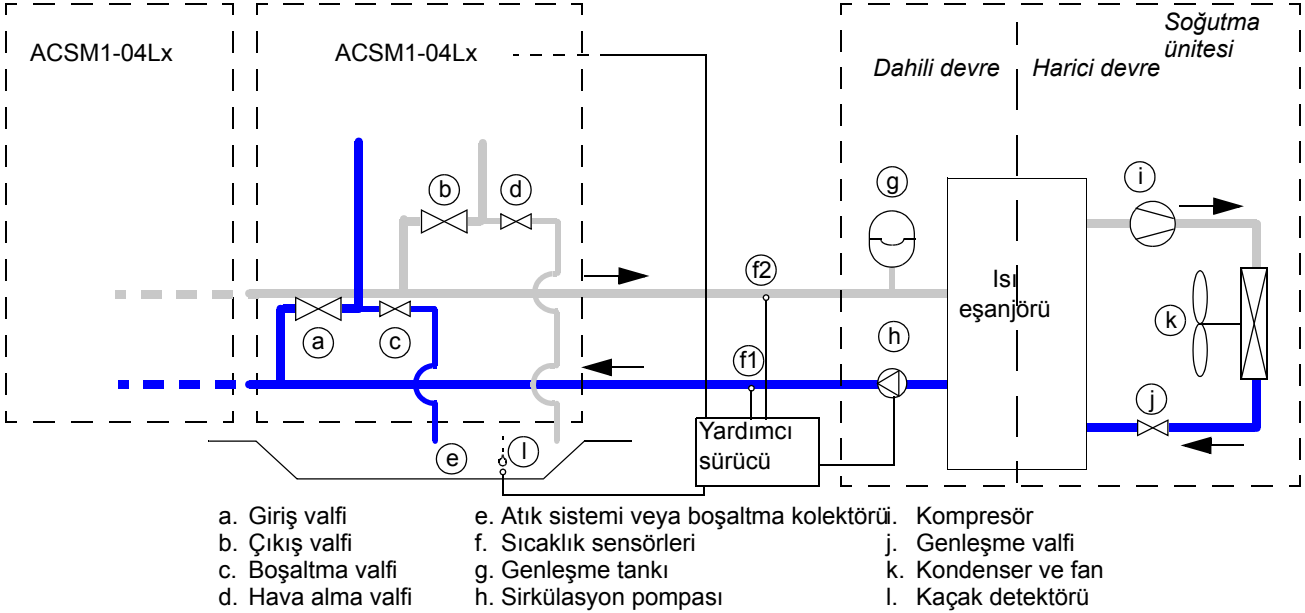 ACSM1-04Lx
ACSM1-04Lx
Soğutma
ünitesi
Dahili devre
Harici devre
b
d
g
i
f2
Isı
eşanjörü
k
a
c
h
f1
j
Yardımcı
sürücü
e
l
a. Giriş valfi
b. Çıkış valfi
c. Boşaltma valfi
d. Hava alma valfi
e. Atık sistemi veya boşaltma kolektörü
f. Sıcaklık sensörleri
g. Genleşme tankı
h. Sirkülasyon pompası
i. Kompresör
j. Genleşme valfi
k. Kondenser ve fan
l. Kaçak detektörü